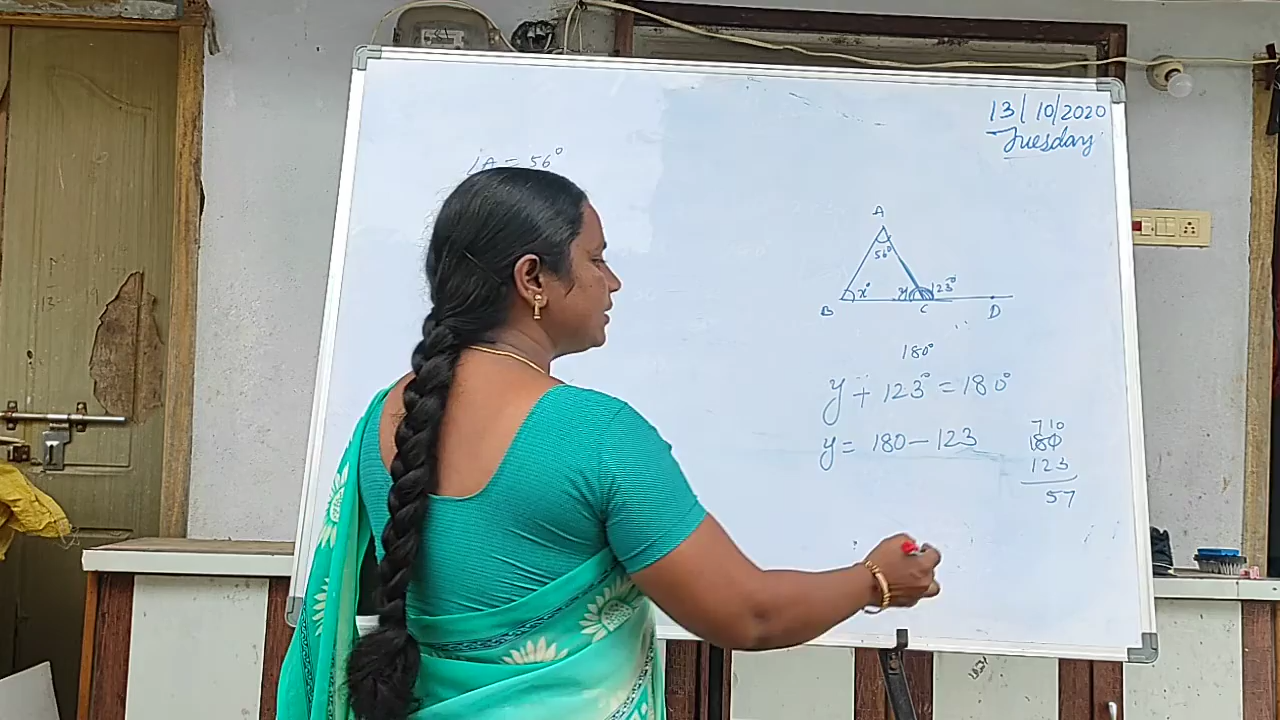 13/10/2020
Tuesday
∠A = 56°
A
56°
B x° y 123° C D
180°
y + 123° = 180°
y = 180 - 123
7 10
180
123
57